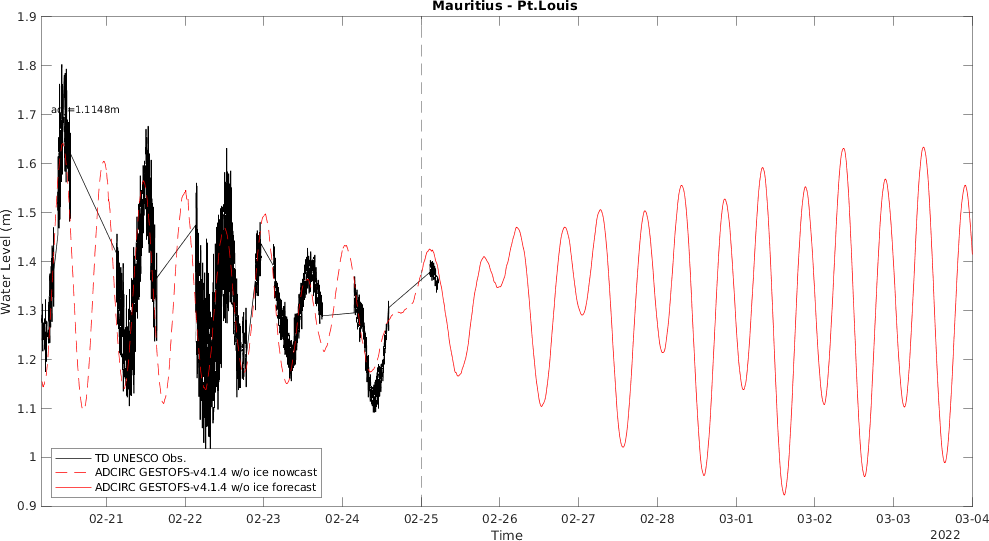 Mauritius - Pt.Louis
1.9
1.8
1.7
1.6
1.5
1.4
1.3
1.2
1.1
1
0.9
Water Level (m)
=1.1148m
TD UNESCO Obs.
ADCIRC GESTOFS-v4.1.4 w/o ice nowcast
ADCIRC GESTOFS-v4.1.4 w/o ice forecast
02-21 02-22 02-23 02-24 02-25 02-26 02-27 02-28 03-01 03-02 03-03 03-04
Time
2022